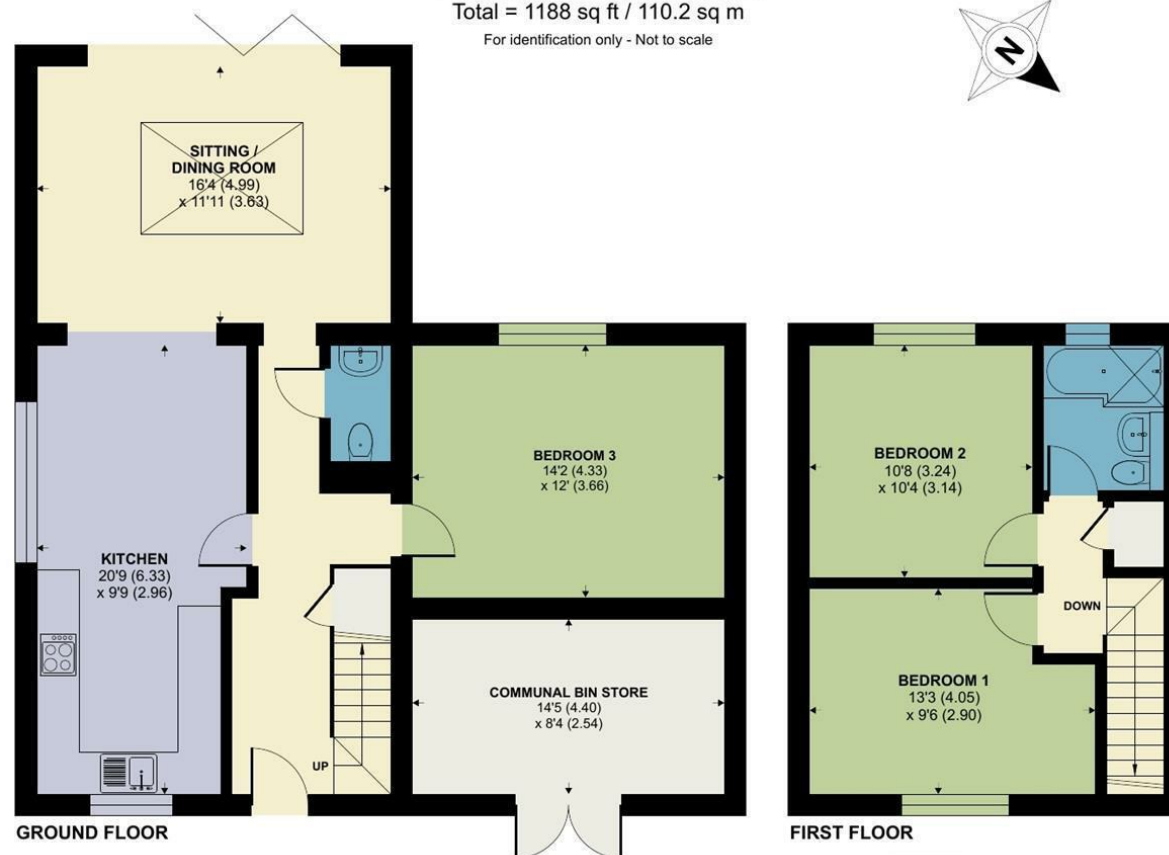 Total = 1188 sq ft / 110.2 sq m
For identification only - Not to scale
N
SITTING /
DINING ROOM
16'4 (4.99)
x 11'11 (3.63)
KITCHEN
20'9 (6.33)
x 9'9 (2.96)
BEDROOM 3
14'2 (4.33)
x 12' (3.66)
COMMUNAL BIN STORE
14'5 (4.40)
x 8'4 (2.54)
UP
GROUND FLOOR
BEDROOM 2
10'8 (3.24)
x 10'4 (3.14)
DOWN
BEDROOM 1
13'3 (4.05)
x 9'6 (2.90)
FIRST FLOOR